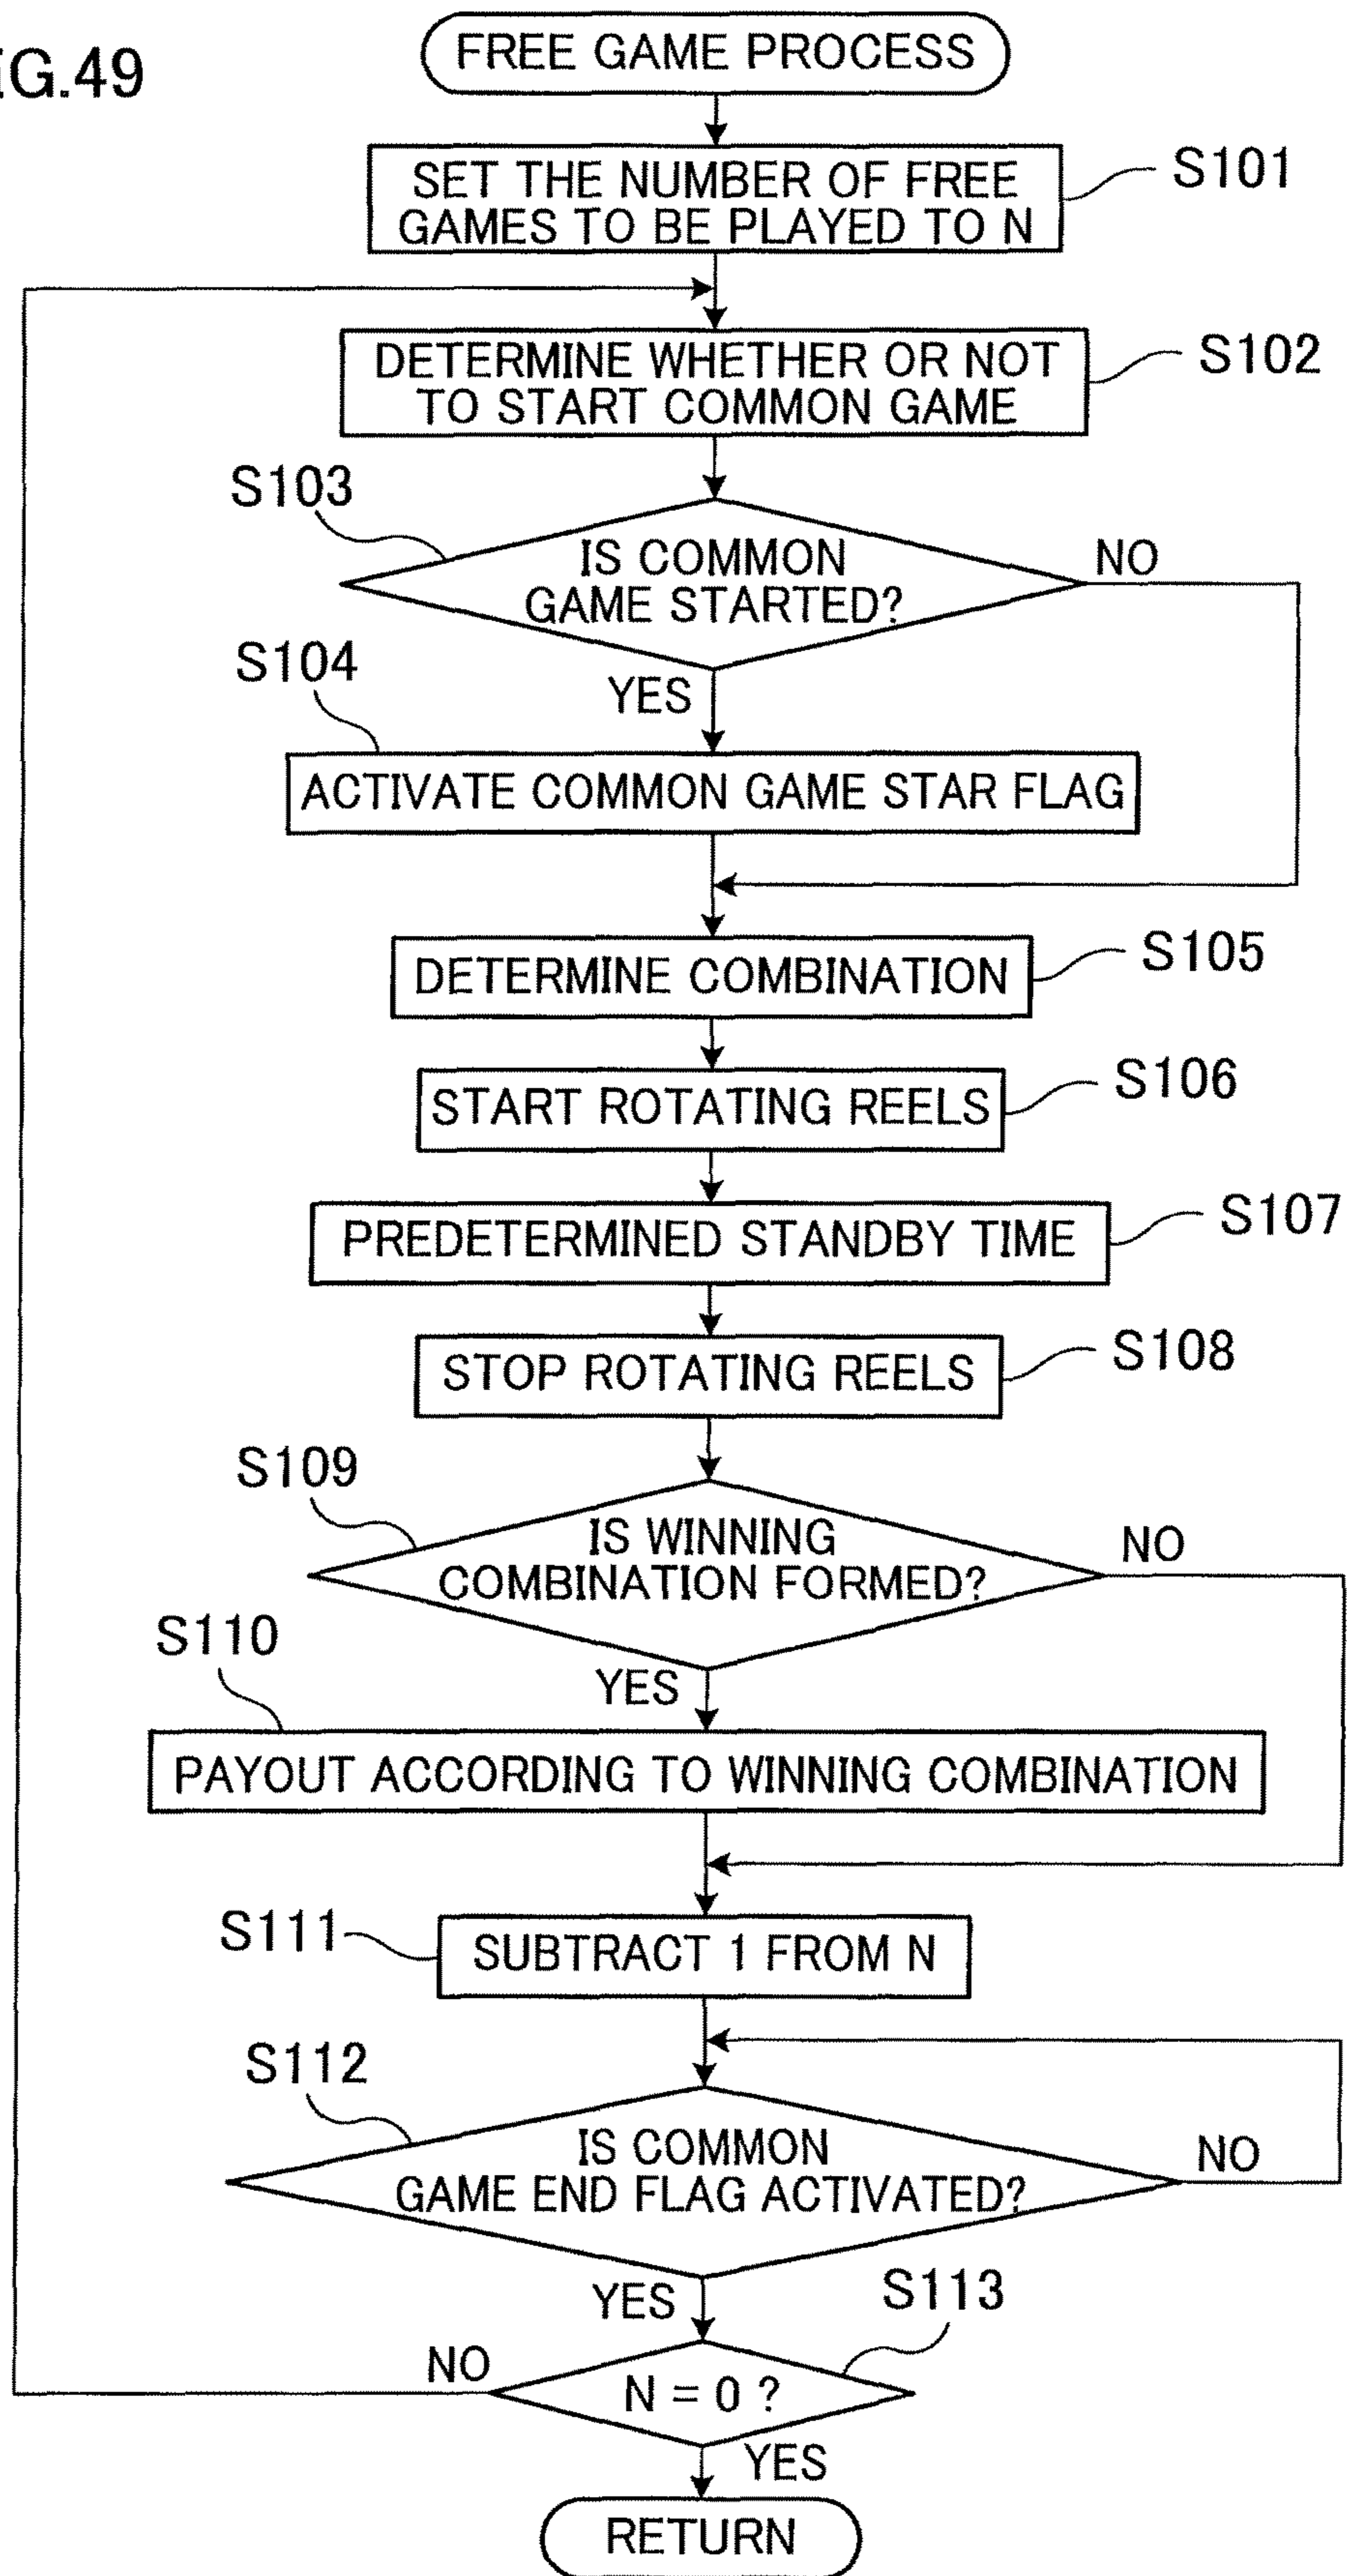 IG.49
FREE GAME PROCESS
SET THE NUMBER OF FREE
GAMES TO BE PLAYED TO N
S101
DETERMINE WHETHER OR NOT
TO START COMMON GAME
S102
S103
IS COMMON
GAME STARTED?
NO
S104
YES
ACTIVATE COMMON GAME STAR FLAG
DETERMINE COMBINATION
S105
START ROTATING REELS
S106
PREDETERMINED STANDBY TIME
S107
STOP ROTATING REELS
S108
S109
IS WINNING
COMBINATION FORMED?
NO
S110
YES
PAYOUT ACCORDING TO WINNING COMBINATION
S111
SUBTRACT 1 FROM N
S112
IS COMMON
GAME END FLAG ACTIVATED?
NO
YES
S113
NO
N = 0 ?
YES
RETURN